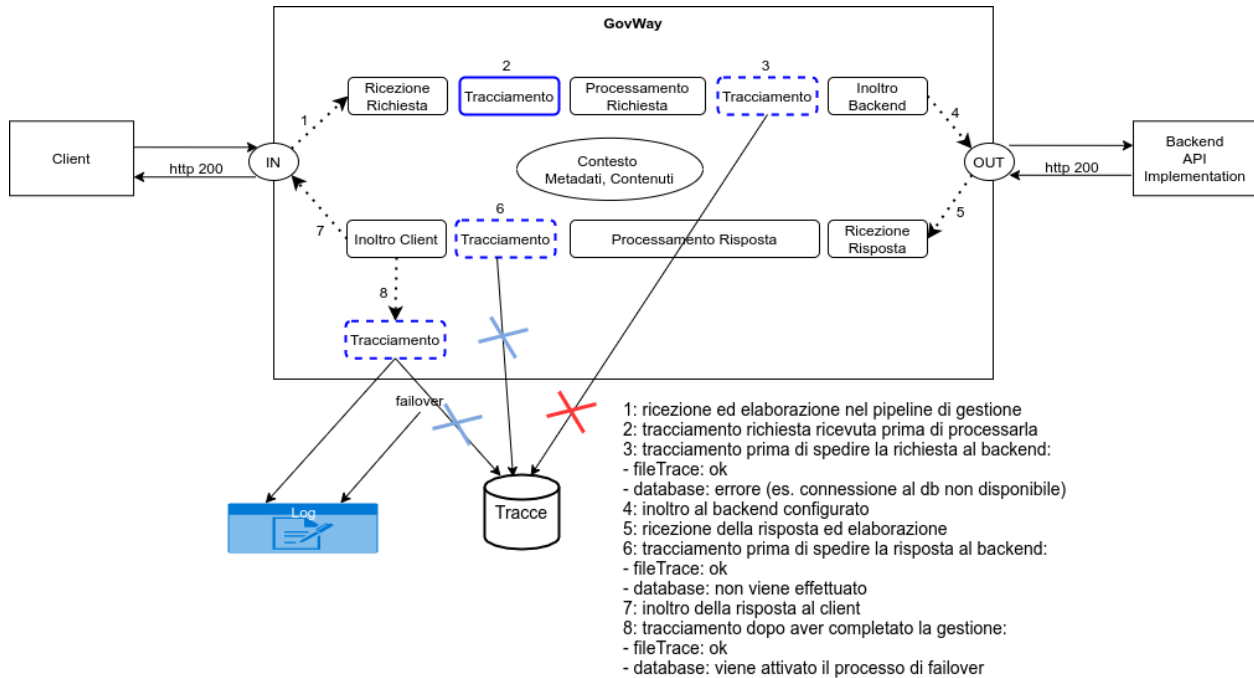 GovWay
2
3
Ricezione
Richiesta
Tracciamento
Processamento
Richiesta
Tracciamento
Inoltro
Backend
1
4
Client
http 200
IN
Contesto
Metadati, Contenuti
OUT
http 200
Backend
API
Implementation
6
7
5
Inoltro Client
Tracciamento
Processamento Risposta
Ricezione
Risposta
8
Tracciamento
failover
Log
Tracce
1: ricezione ed elaborazione nel pipeline di gestione
2: tracciamento richiesta ricevuta prima di processarla
3: tracciamento prima di spedire la richiesta al backend:
- fileTrace: ok
- database: errore (es. connessione al db non disponibile)
4: inoltro al backend configurato
5: ricezione della risposta ed elaborazione
6: tracciamento prima di spedire la risposta al backend:
- fileTrace: ok
- database: non viene effettuato
7: inoltro della risposta al client
8: tracciamento dopo aver completato la gestione:
- fileTrace: ok
- database: viene attivato il processo di failover